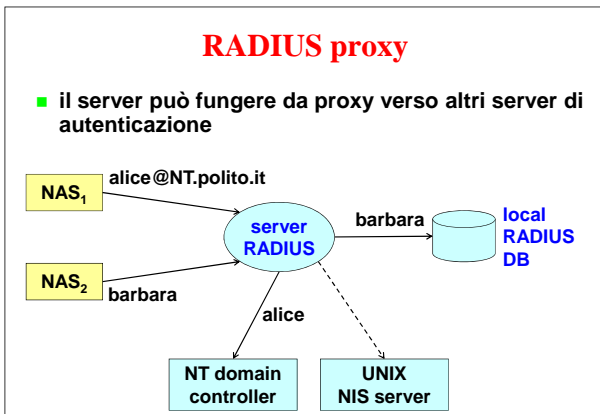 RADIUS proxy
il server può fungere da proxy verso altri server di
autenticazione
alice@NT.polito.it
NAS1
server
RADIUS
barbara
local
RADIUS
DB
NAS2
barbara
alice
NT domain
controller
UNIX
NIS server